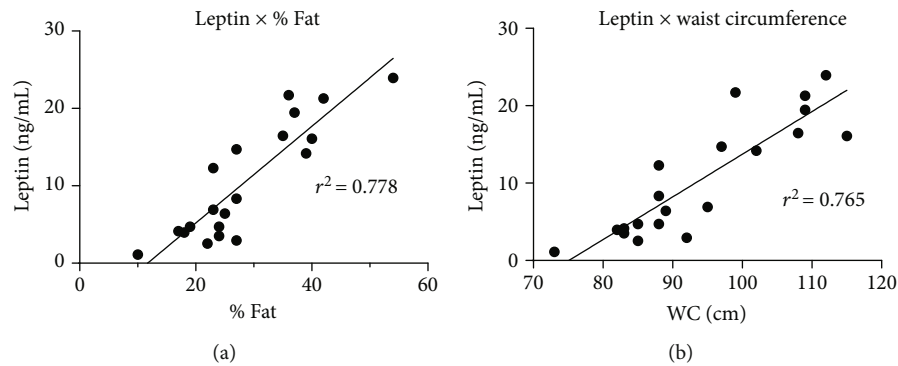 Leptin × % Fat
30
20
10
0
Leptin (ng/mL)
r² = 0.778
0
20
40
60
% Fat
(a)
Leptin × waist circumference
30
20
10
0
Leptin (ng/mL)
r² = 0.765
70
80
90
100
110
120
WC (cm)
(b)